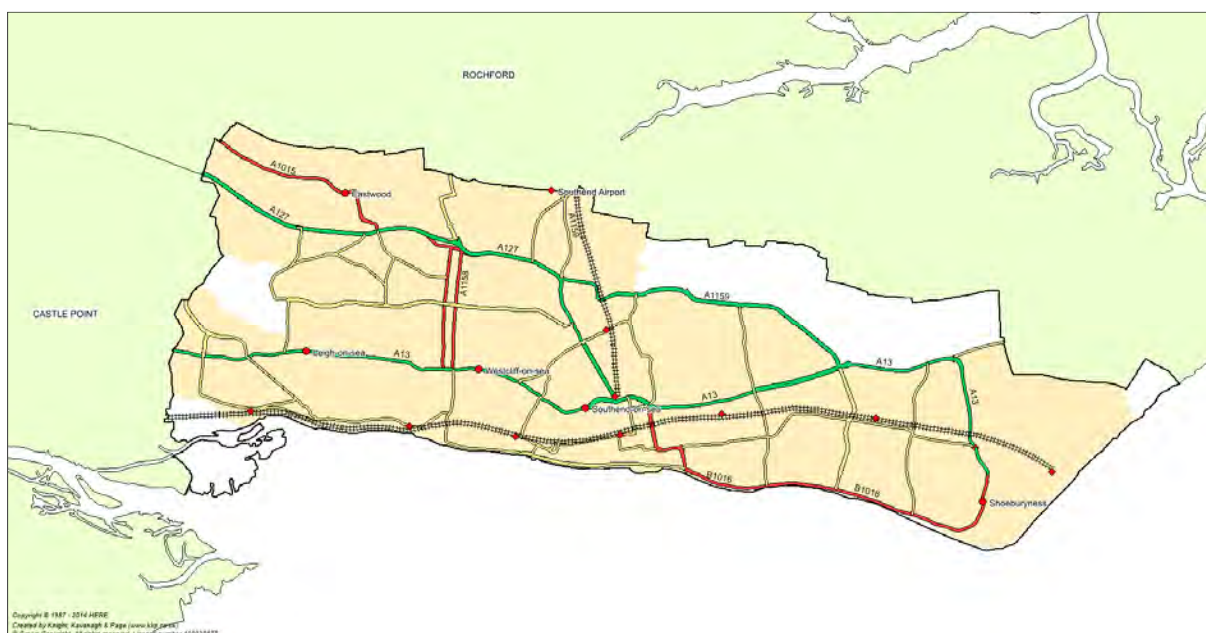 ROCHFORD
A1015
Eastwood
Southend Airport
A127
A1159
A127
A1158
A1159
CASTLE POINT
Leigh-on-sea
A13
Westcliff-on-sea
A13
A13
Southend-on-sea
A13
B1016
B1016
Shoeburyness
Copyright © 1987 - 2014 HERE
Created by Knight, Kavanagh & Page (www.kkp.co.uk)